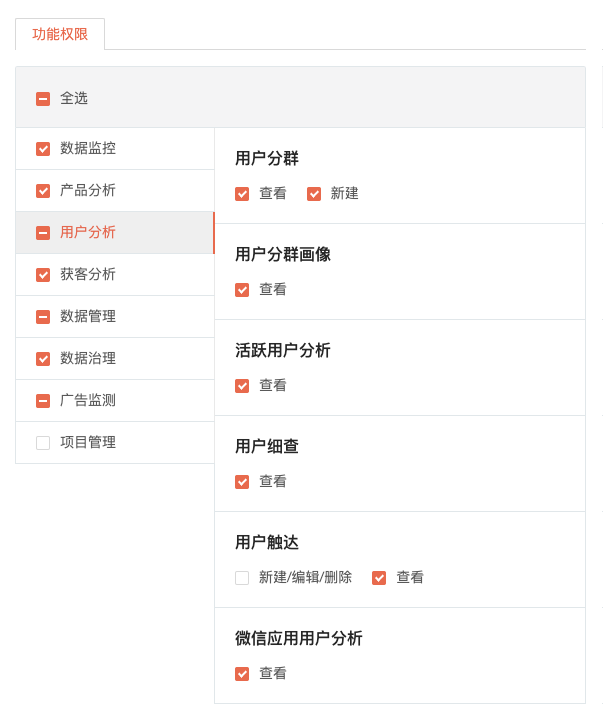 功能权限
全选
数据监控
产品分析
用户分析
获客分析
数据管理
数据治理
广告监测
项目管理
用户分群
查看 新建
用户分群画像
查看
活跃用户分析
查看
用户细查
查看
用户触达
新建/编辑/删除 查看
微信应用用户分析
查看